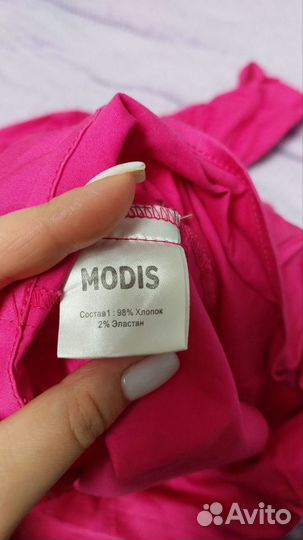 MODIS
Состав1 : 98% Хлопок
2% Эластан
Avito